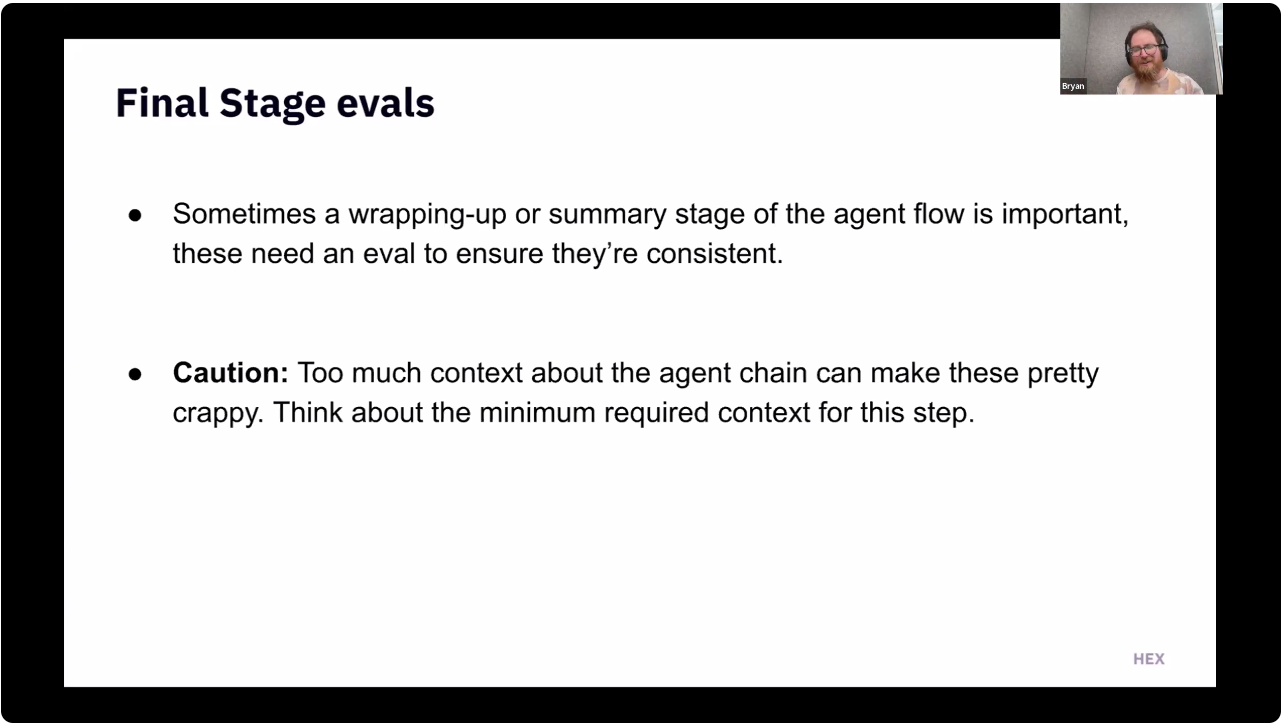 Final Stage evals
Bryan
● Sometimes a wrapping-up or summary stage of the agent flow is important,
these need an eval to ensure they’re consistent.
● Caution: Too much context about the agent chain can make these pretty
crappy. Think about the minimum required context for this step.
HEX